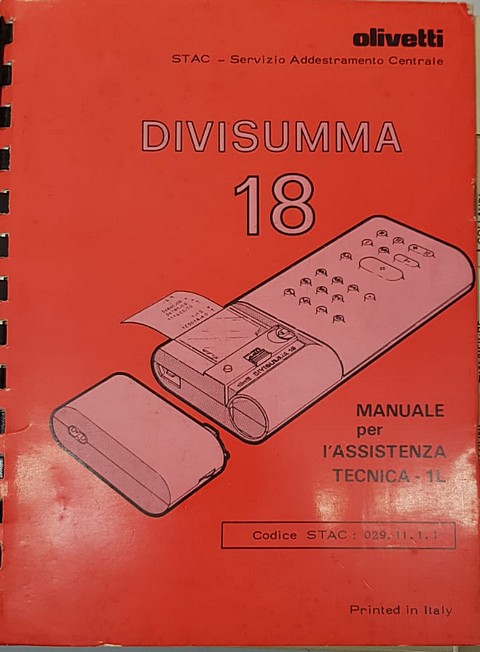 olivetti
STAC - Servizio Addestramento Centrale
DIVISUMMA
18
MANUALE
per
l'ASSISTENZA
TECNICA - 1L
Codice STAC: 029.11.1.1
Printed in Italy